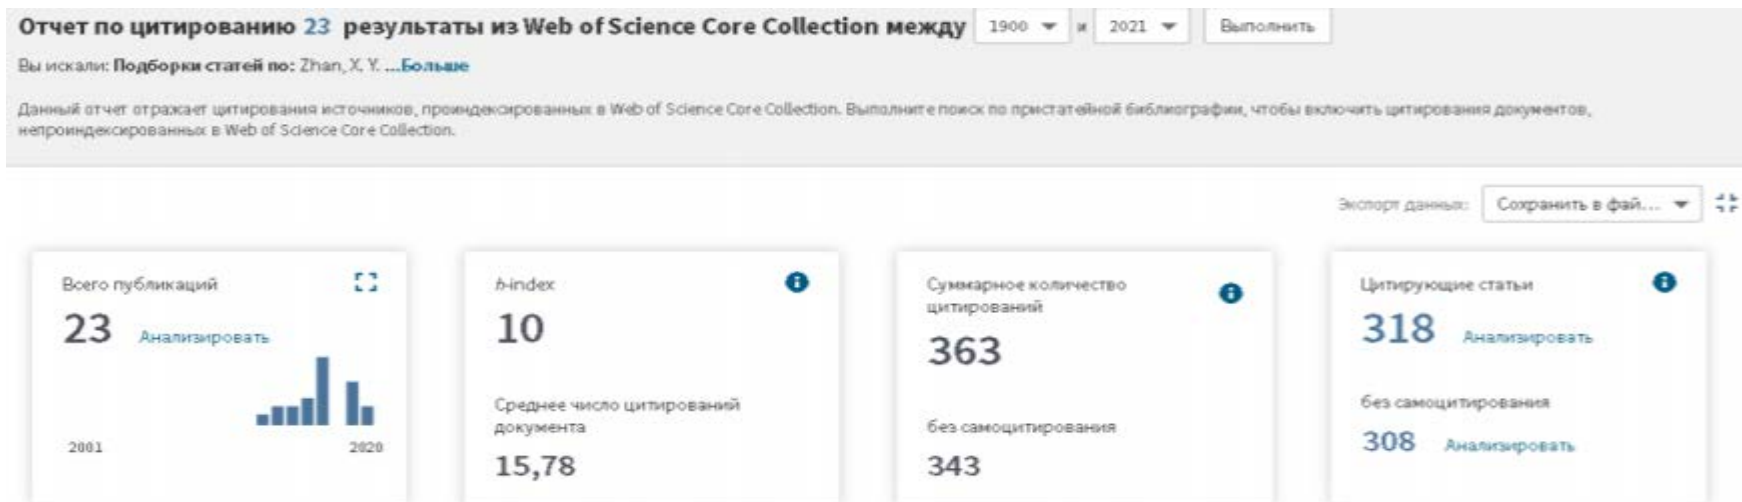 Отчет по цитированию 23 результаты из Web of Science Core Collection между 1900 и 2021 Выполнить
Вы искали: Подборки статей по: Zhan, X. Y. ...Больше
Данный отчет отражает цитирования источников, проиндексированных в Web of Science Core Collection. Выполните поиск по пристатейной библиографии, чтобы включить цитирования документов,
непроиндексированных в Web of Science Core Collection.
Экспорт данных: Сохранить в фай...
Всего публикаций
23 Анализировать
2001 2020
h-index
10
Среднее число цитирований
документа
15,78
Суммарное количество
цитирований
363
без самоцитирования
343
Цитирующие статьи
318 Анализировать
без самоцитирования
308 Анализировать